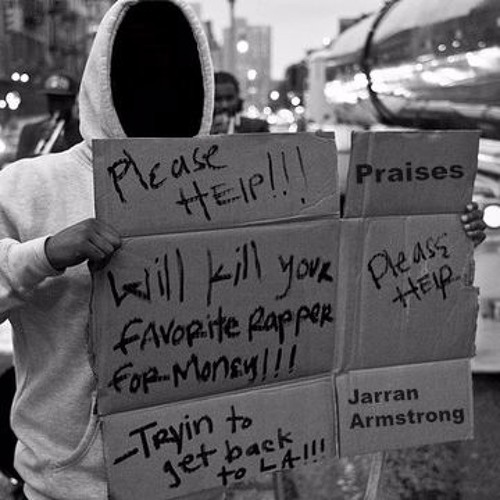 Please
HElP!!!
Will kill your
FAVORite Rapper
FOR-MoNey!!!
-TRyin to
get back
to LA!!!
Praises
Please
HElP..
Jarran
Armstrong